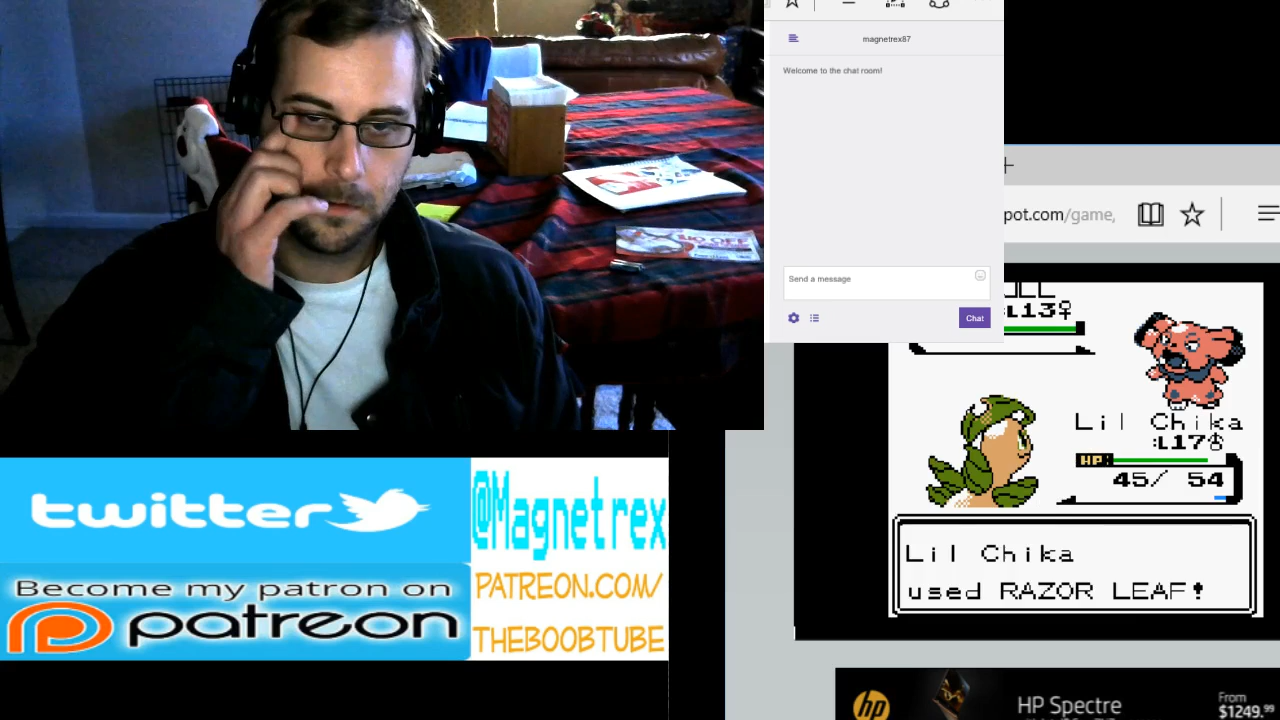 magnetrex87
Welcome to the chat room!
Send a message
Chat
pot.com/game,
:L13♀
Lil Chika
:L17♂
HP
45/ 54
Lil Chika
used RAZOR LEAF!
twitter
@Magnetrex
Become my patron on
patreon
PATREON.COM/
THEBOOBTUBE
hp
HP Spectre
From
$1249.99